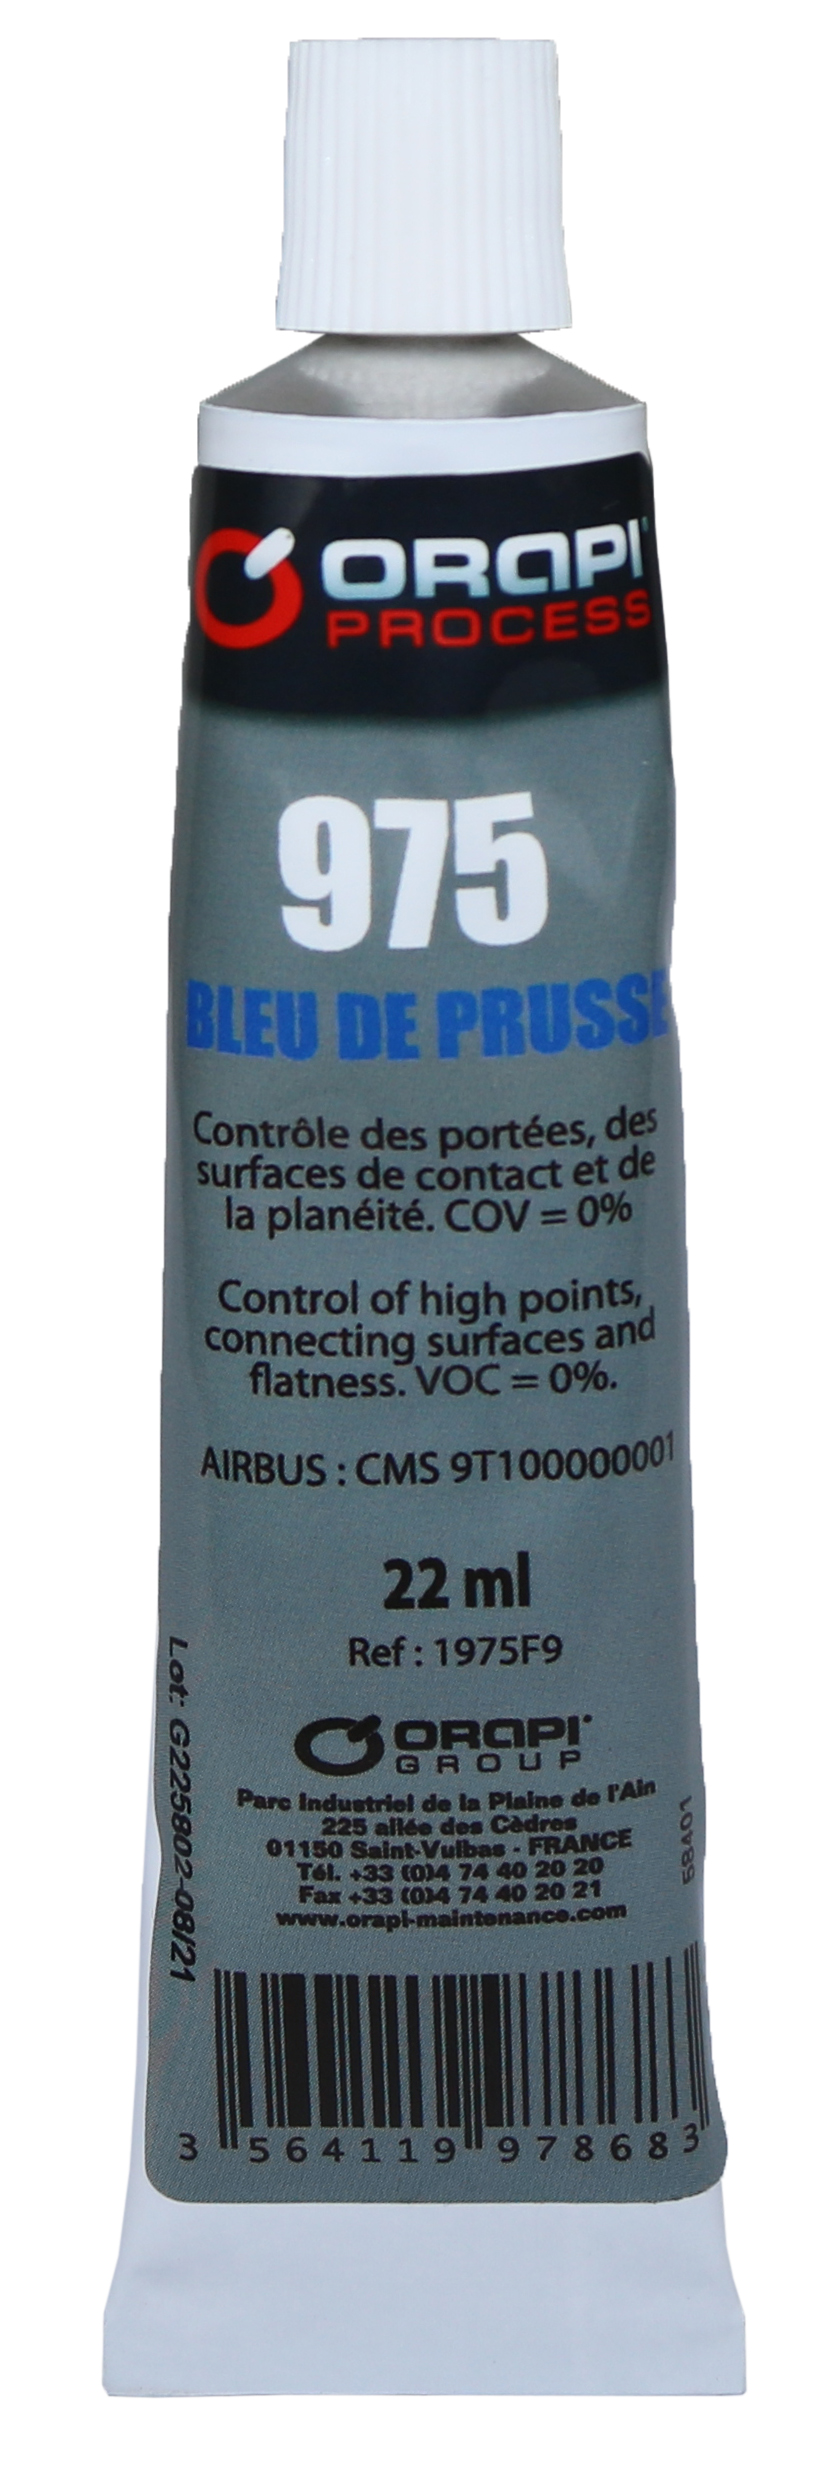 ORAPI
PROCESS
975
BLEU DE PRUSSE
Contrôle des portées, des
surfaces de contact et de
la planéité. COV = 0%
Control of high points,
connecting surfaces and
flatness. VOC = 0%.
AIRBUS : CMS 9T100000001
22 ml
Ref : 1975F9
ORAPI
GROUP
Parc Industriel de la Plaine de l'Ain
225 allée des Cèdres
01150 Saint-Vulbas - FRANCE
Tél. +33 (0)4 74 40 20 20
Fax +33 (0)4 74 40 20 21
www.orapi-maintenance.com
Lot: G225802-08/21
58401
3 564119 978683